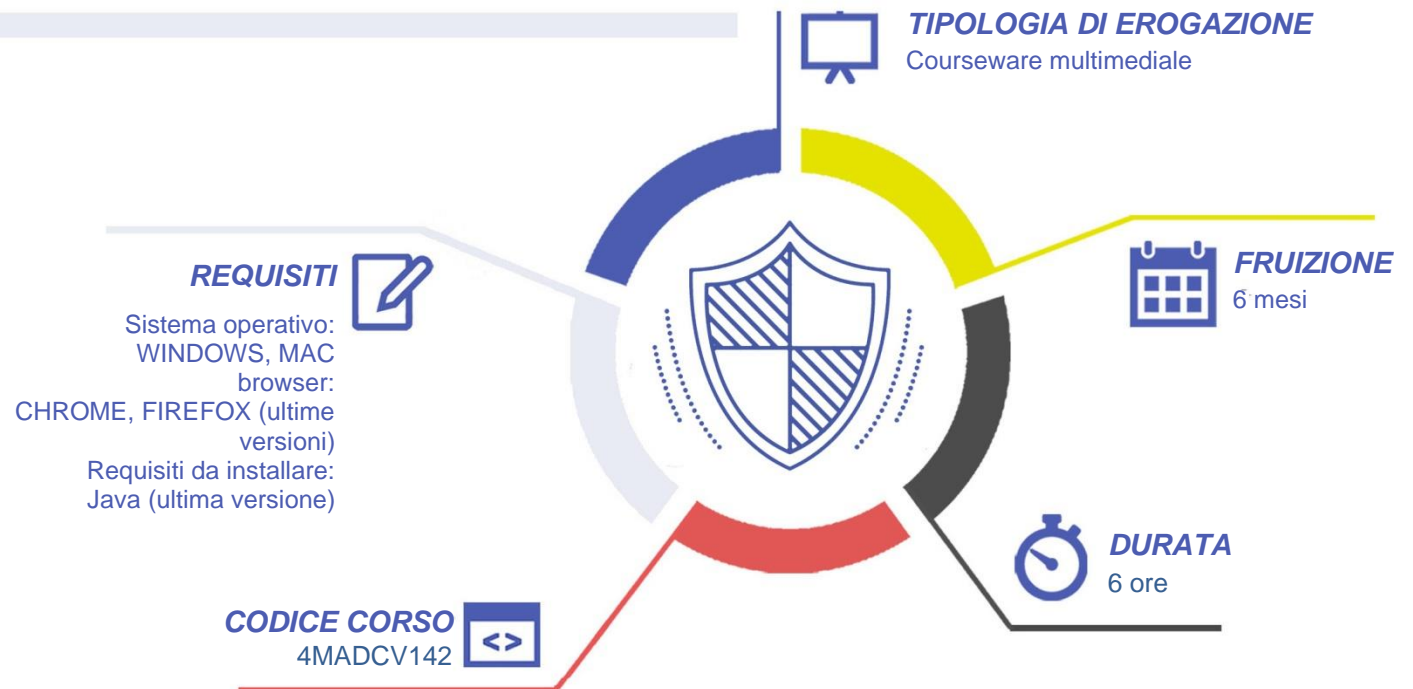 TIPOLOGIA DI EROGAZIONE
Courseware multimediale
REQUISITI
Sistema operativo:
WINDOWS, MAC
browser:
CHROME, FIREFOX (ultime
versioni)
Requisiti da installare:
Java (ultima versione)
FRUIZIONE
6 mesi
DURATA
6 ore
CODICE CORSO
4MADCV142
<>